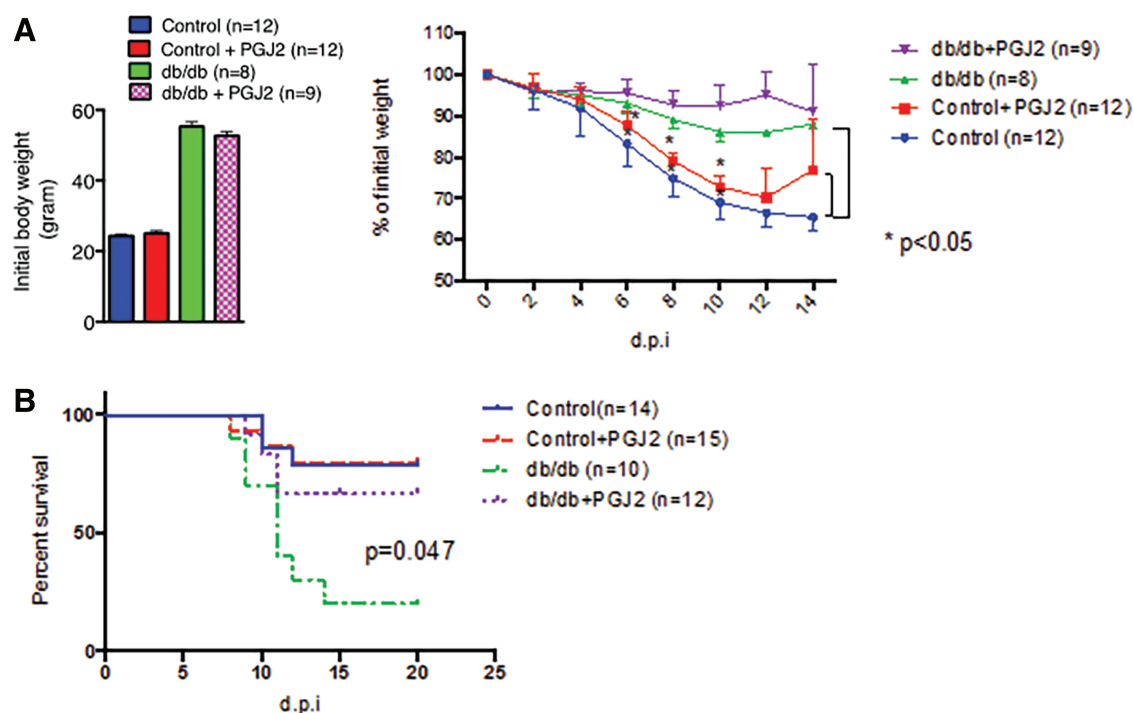 A
Control (n=12)
Control + PGJ2 (n=12)
db/db (n=8)
db/db + PGJ2 (n=9)
Initial body weight
(gram)
60
40
20
0
% of initial weight
110
100
90
80
70
60
50
0 2 4 6 8 10 12 14
d.p.i
* * * * * *
db/db+PGJ2 (n=9)
db/db (n=8)
Control+PGJ2 (n=12)
Control (n=12)
* p<0.05
B
Percent survival
100
50
0
0 5 10 15 20 25
d.p.i
p=0.047
Control(n=14)
Control+PGJ2 (n=15)
db/db (n=10)
db/db+PGJ2 (n=12)